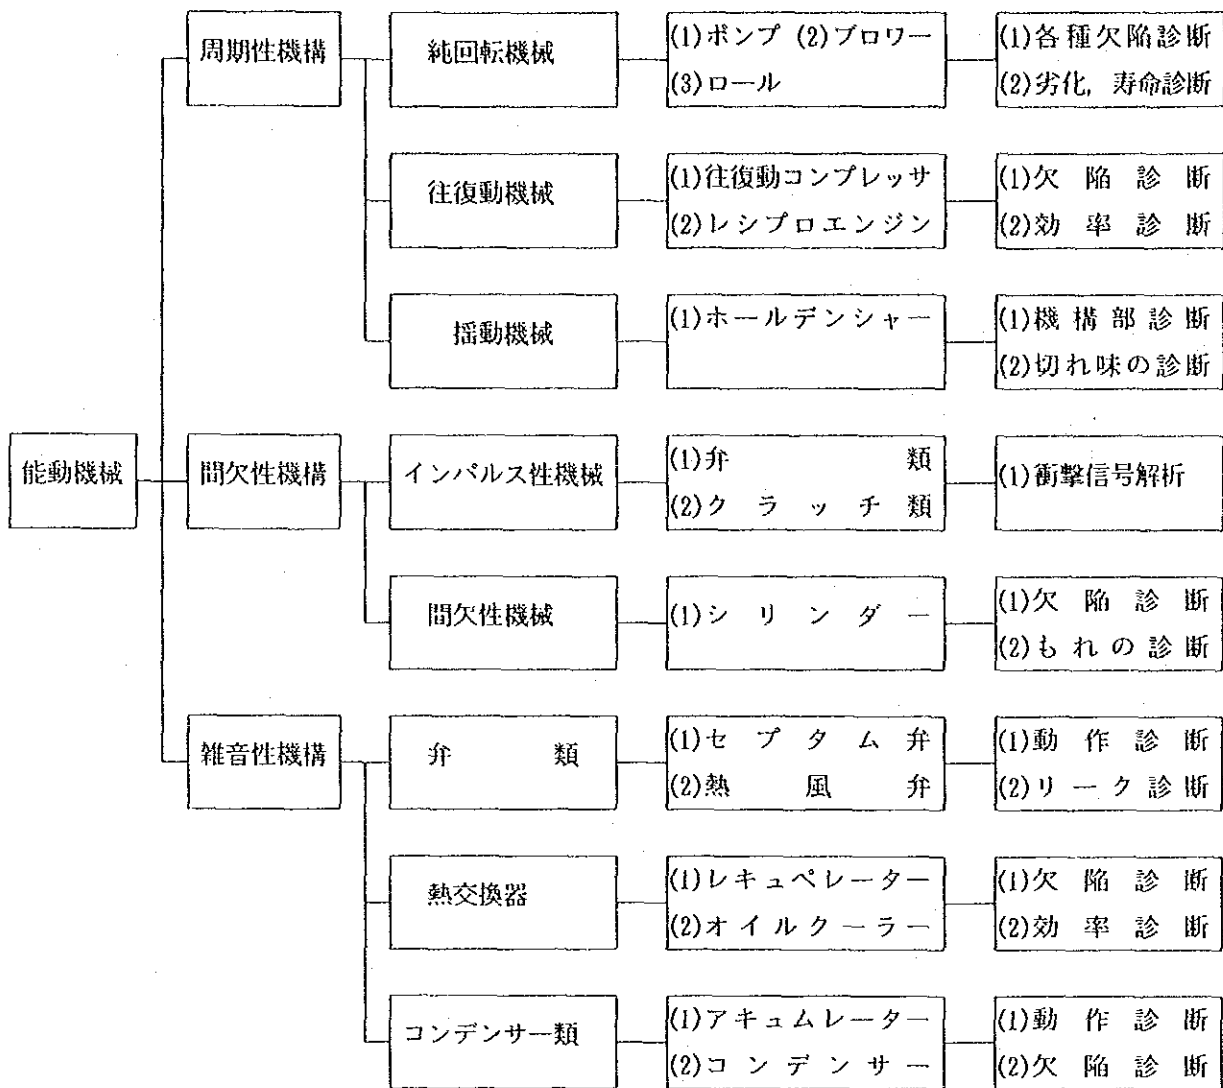 周期性機構
純回転機械
(1)ポンプ (2)ブロワー
(3)ロール
(1)各種欠陥診断
(2)劣化, 寿命診断
往復動機械
(1)往復動コンプレッサ
(2)レシプロエンジン
(1)欠陥診断
(2)効率診断
揺動機械
(1)ホールデンシャー
(1)機構部診断
(2)切れ味の診断
能動機械
間欠性機構
インパルス性機械
(1)弁類
(2)クラッチ類
(1)衝撃信号解析
間欠性機械
(1)シリンダー
(1)欠陥診断
(2)もれの診断
雑音性機構
弁類
(1)セプタム弁
(2)熱風弁
(1)動作診断
(2)リーク診断
熱交換器
(1)レキュペレーター
(2)オイルクーラー
(1)欠陥診断
(2)効率診断
コンデンサー類
(1)アキュムレーター
(2)コンデンサー
(1)動作診断
(2)欠陥診断